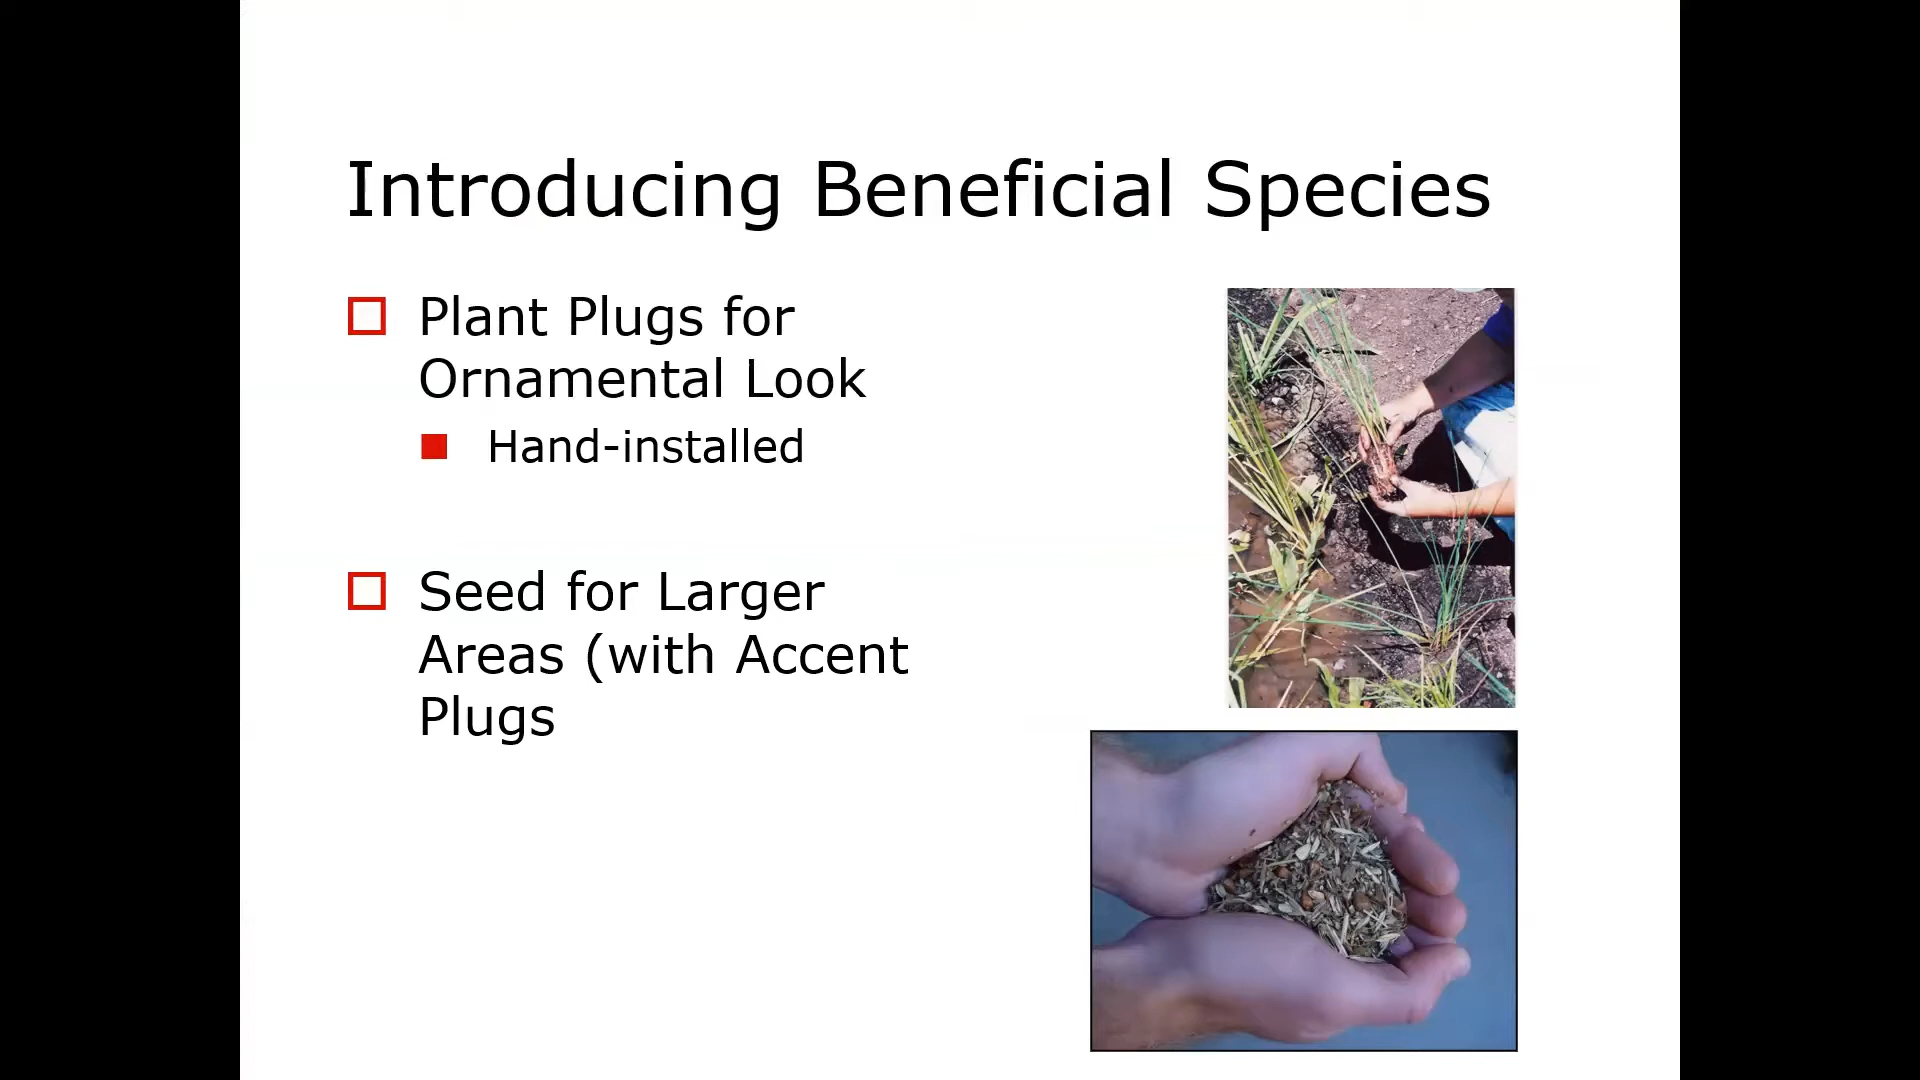 Introducing Beneficial Species
Plant Plugs for
Ornamental Look
Hand-installed
Seed for Larger
Areas (with Accent
Plugs